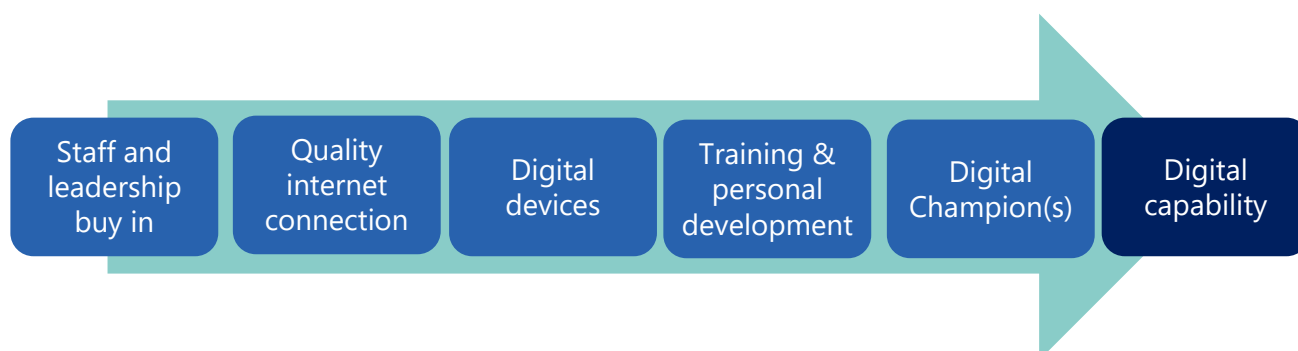 Staff and
leadership
buy in
Quality
internet
connection
Digital
devices
Training &
personal
development
Digital
Champion(s)
Digital
capability